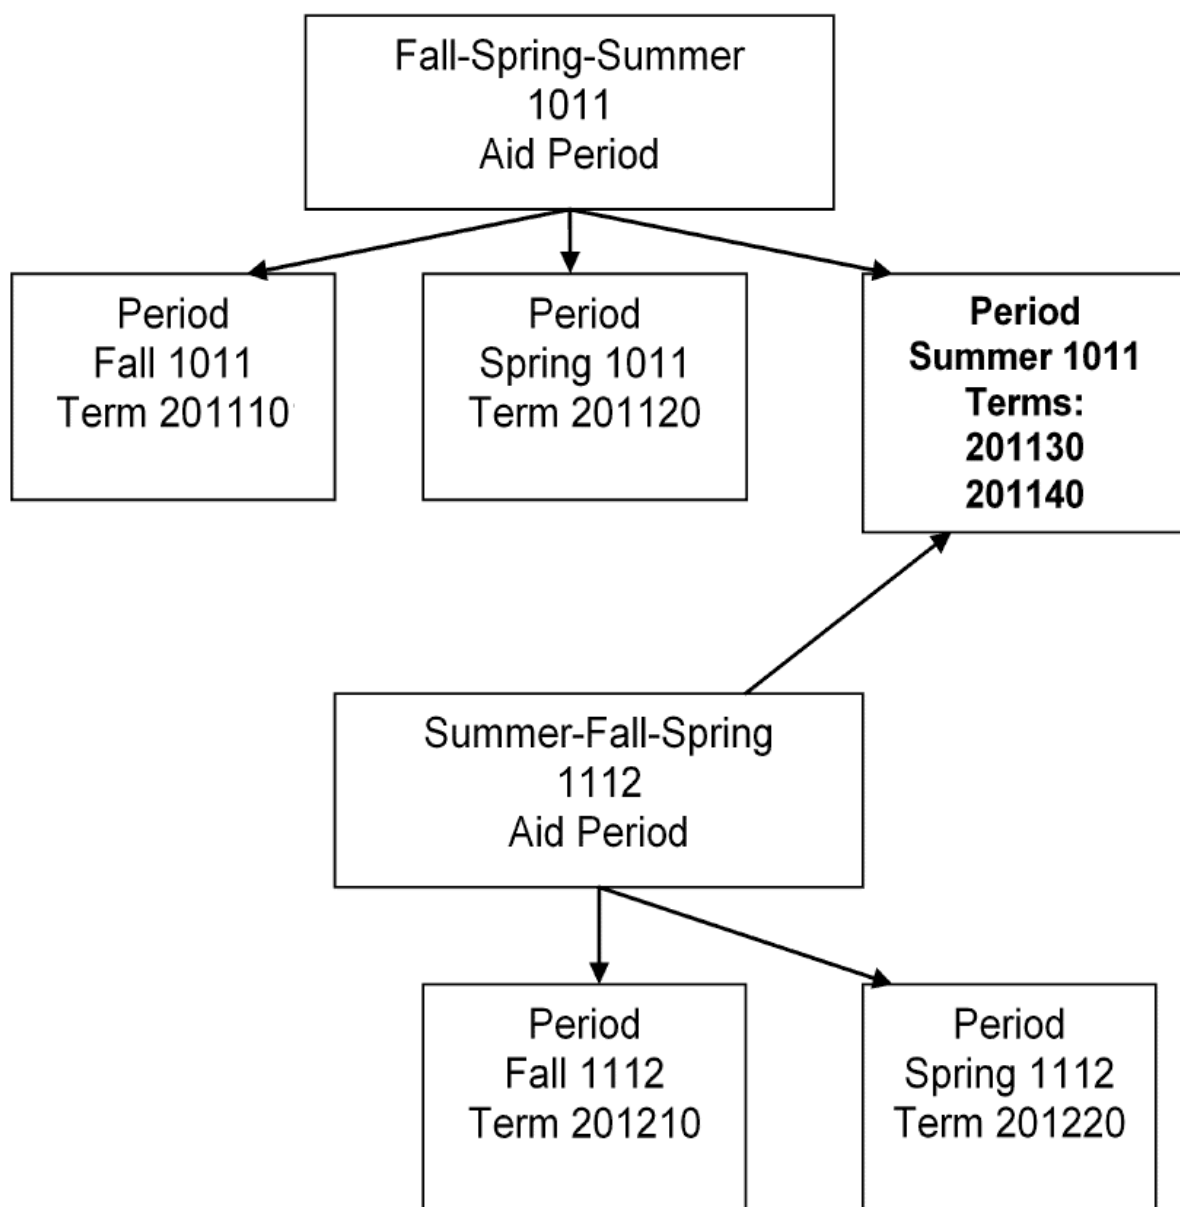 Fall-Spring-Summer
1011
Aid Period
Period
Fall 1011
Term 201110
Period
Spring 1011
Term 201120
Period
Summer 1011
Terms:
201130
201140
Summer-Fall-Spring
1112
Aid Period
Period
Fall 1112
Term 201210
Period
Spring 1112
Term 201220